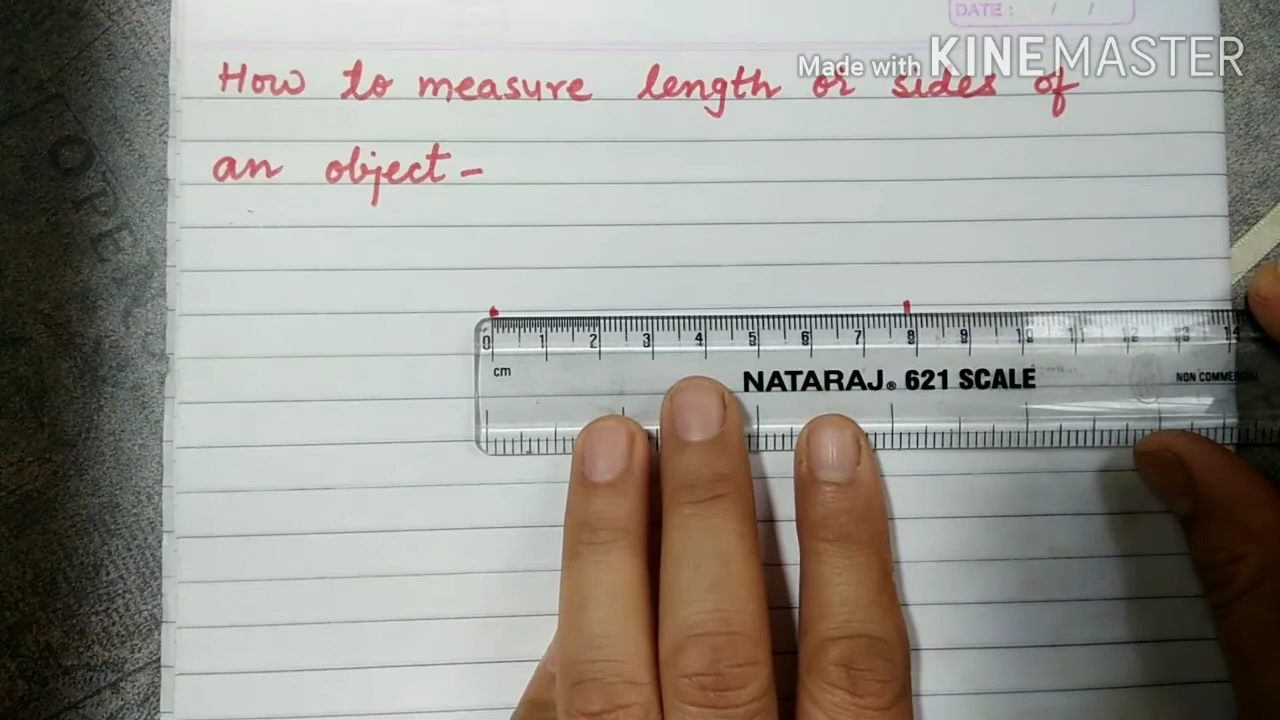 DATE : / /
Made with KINEMASTER
How to measure length or sides of
an object -
0 1 2 3 4 5 6 7 8 9 10 11 12 13 14
cm
NATARAJ® 621 SCALE
NON COMMERCIAL